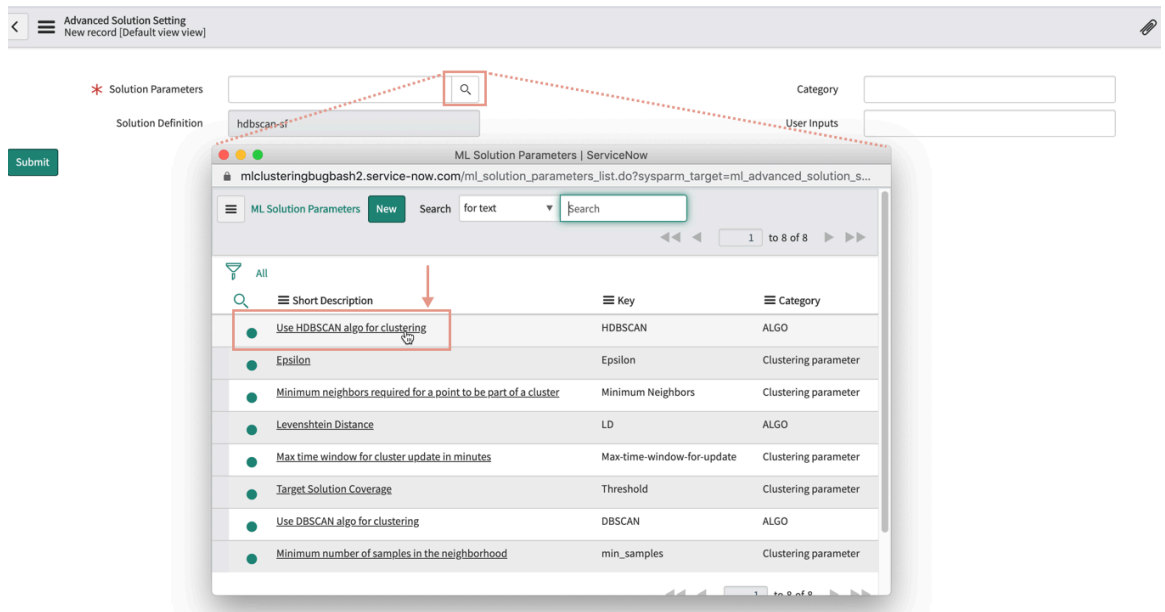 Advanced Solution Setting
New record [Default view view]
Solution Parameters
Category
Solution Definition
hdbscan-sf
User Inputs
Submit
ML Solution Parameters | ServiceNow
mlclusteringbugbash2.service-now.com/ml_solution_parameters_list.do?sysparm_target=ml_advanced_solution_s...
ML Solution Parameters New Search for text Search
1 to 8 of 8
All
Short Description Key Category
Use HDBSCAN algo for clustering HDBSCAN ALGO
Epsilon Epsilon Clustering parameter
Minimum neighbors required for a point to be part of a cluster Minimum Neighbors Clustering parameter
Levenshtein Distance LD ALGO
Max time window for cluster update in minutes Max-time-window-for-update Clustering parameter
Target Solution Coverage Threshold Clustering parameter
Use DBSCAN algo for clustering DBSCAN ALGO
Minimum number of samples in the neighborhood min_samples Clustering parameter
1 to 8 of 8